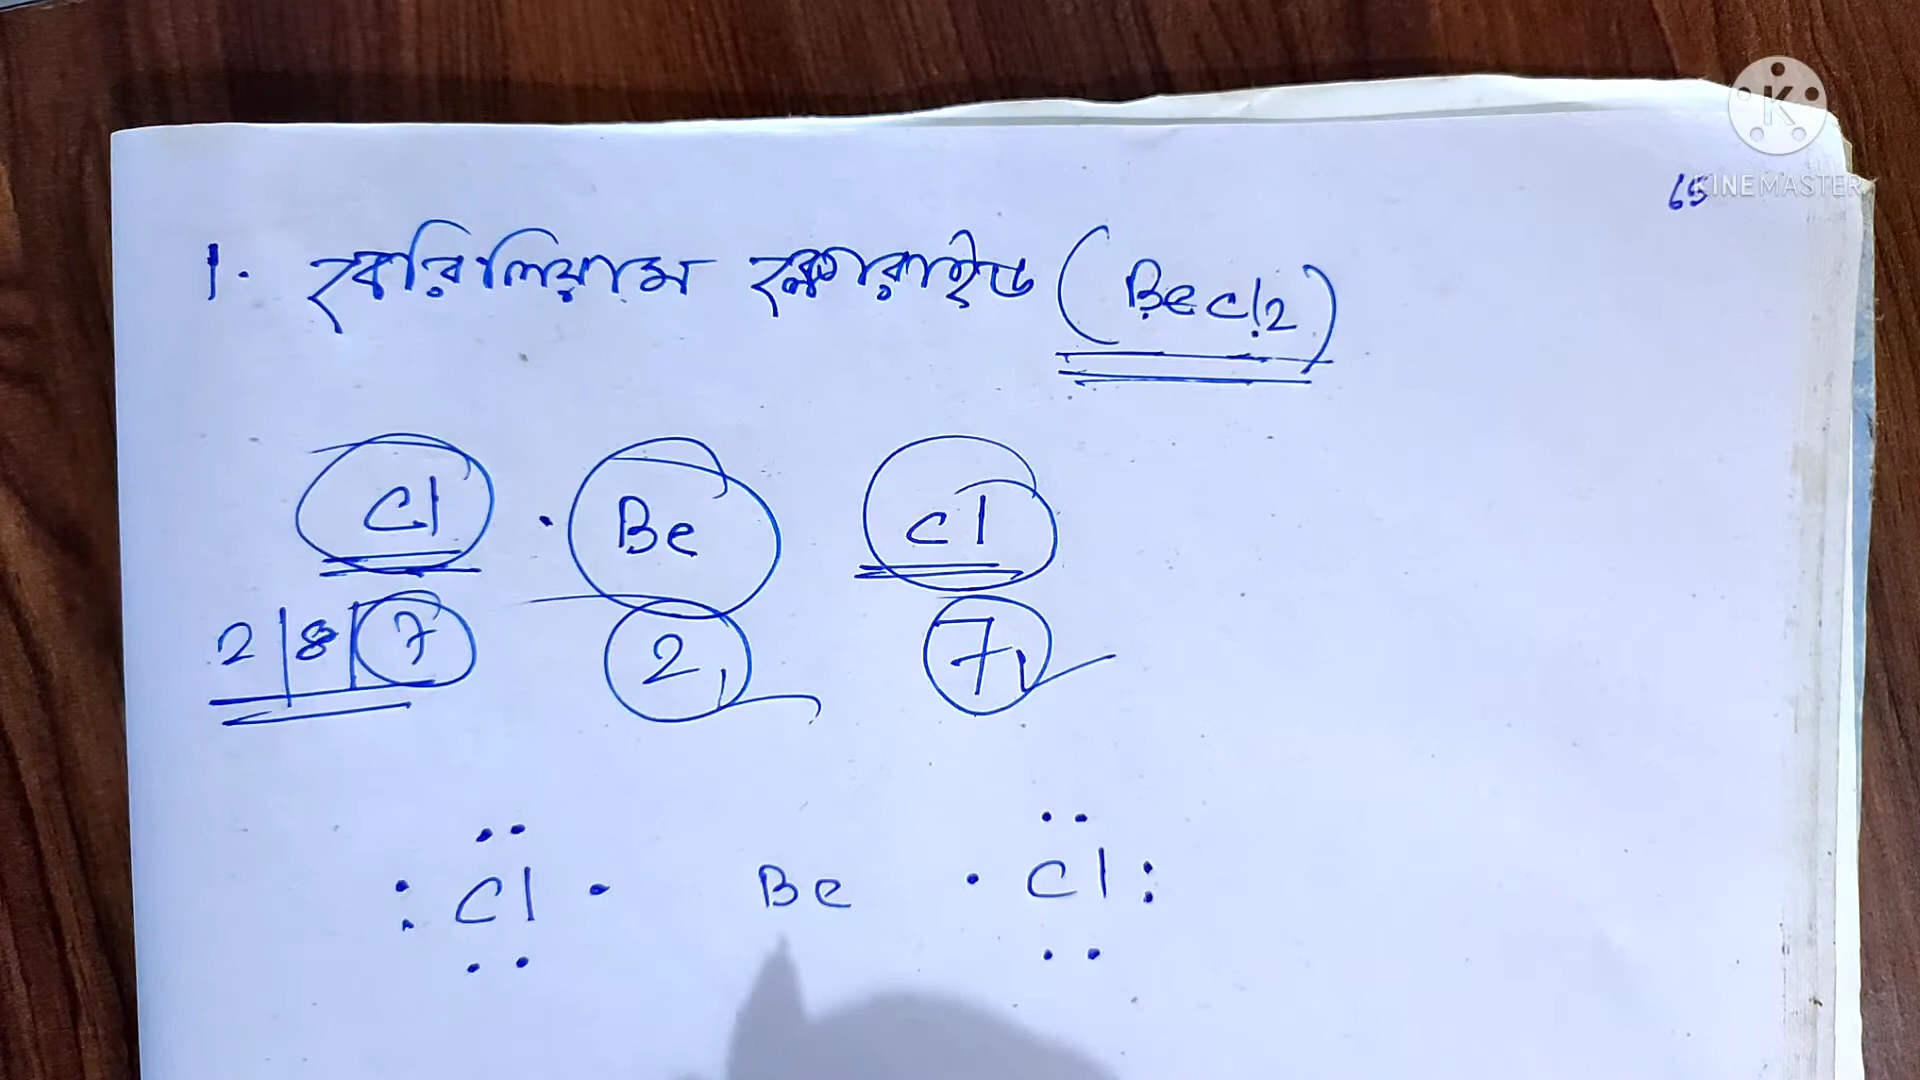 K
KINEMASTER
65
1. বেরিলিয়াম ক্লোরাইড (BeCl2)
Cl · Be Cl
2|8|7 2 7
:Cl· Be ·Cl: